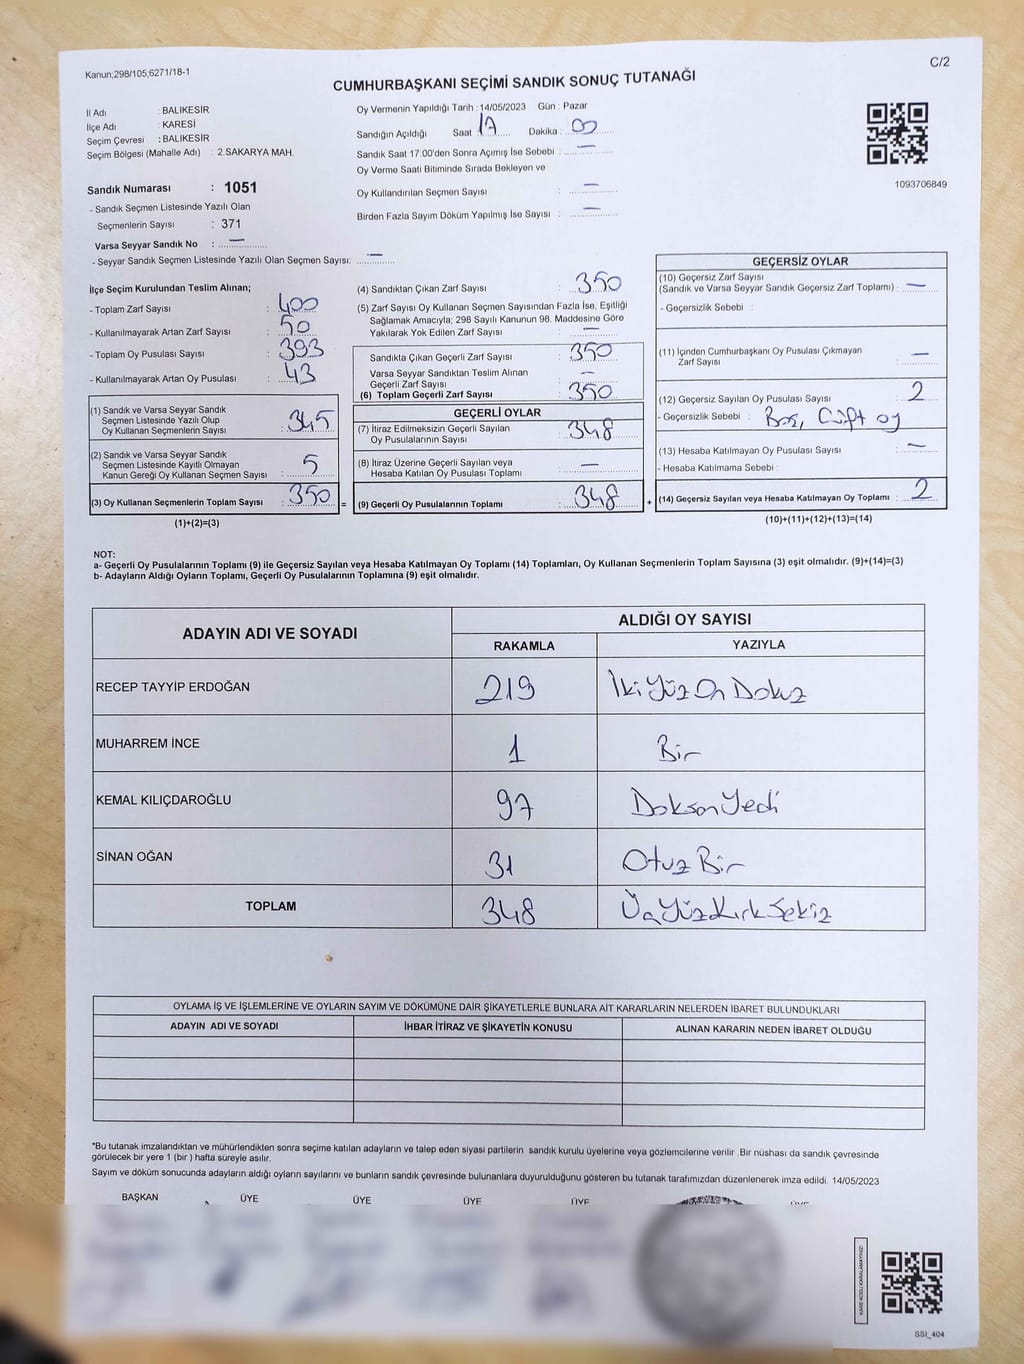 Kanun;298/105;6271/18-1
C/2
CUMHURBAŞKANI SEÇİMİ SANDIK SONUÇ TUTANAĞI
İl Adı : BALIKESİR
İlçe Adı : KARESİ
Seçim Çevresi : BALIKESİR
Seçim Bölgesi (Mahalle Adı) : 2.SAKARYA MAH.
Sandık Numarası : 1051
- Sandık Seçmen Listesinde Yazılı Olan
Seçmenlerin Sayısı : 371
Varsa Seyyar Sandık No : —
- Seyyar Sandık Seçmen Listesinde Yazılı Olan Seçmen Sayısı: —
Oy Vermenin Yapıldığı Tarih : 14/05/2023 Gün : Pazar
Sandığın Açıldığı Saat : 17 Dakika : 00
Sandık Saat 17:00'den Sonra Açımış İse Sebebi : —
Oy Verme Saati Bitiminde Sırada Bekleyen ve
Oy Kullandırılan Seçmen Sayısı : —
Birden Fazla Sayım Döküm Yapılmış İse Sayısı : —
1093706849
İlçe Seçim Kurulundan Teslim Alınan;
- Toplam Zarf Sayısı : 400
- Kullanılmayarak Artan Zarf Sayısı : 50
- Toplam Oy Pusulası Sayısı : 393
- Kullanılmayarak Artan Oy Pusulası : 43
(1) Sandık ve Varsa Seyyar Sandık
Seçmen Listesinde Yazılı Olup
Oy Kullanan Seçmenlerin Sayısı : 345
(2) Sandık ve Varsa Seyyar Sandık
Seçmen Listesinde Kayıtlı Olmayan
Kanun Gereği Oy Kullanan Seçmen Sayısı : 5
(3) Oy Kullanan Seçmenlerin Toplam Sayısı : 350 =
(1)+(2)=(3)
(4) Sandıktan Çıkan Zarf Sayısı : 350
(5) Zarf Sayısı Oy Kullanan Seçmen Sayısından Fazla İse, Eşitliği
Sağlamak Amacıyla; 298 Sayılı Kanunun 98. Maddesine Göre
Yakılarak Yok Edilen Zarf Sayısı : —
Sandıkta Çıkan Geçerli Zarf Sayısı : 350
Varsa Seyyar Sandıktan Teslim Alınan
Geçerli Zarf Sayısı : —
(6) Toplam Geçerli Zarf Sayısı : 350
GEÇERLİ OYLAR
(7) İtiraz Edilmeksizin Geçerli Sayılan
Oy Pusulalarının Sayısı : 348
(8) İtiraz Üzerine Geçerli Sayılan veya
Hesaba Katılan Oy Pusulası Toplamı : —
(9) Geçerli Oy Pusulalarının Toplamı : 348 +
GEÇERSİZ OYLAR
(10) Geçersiz Zarf Sayısı
(Sandık ve Varsa Seyyar Sandık Geçersiz Zarf Toplamı) : —
- Geçersizlik Sebebi :
(11) İçinden Cumhurbaşkanı Oy Pusulası Çıkmayan
Zarf Sayısı : —
(12) Geçersiz Sayılan Oy Pusulası Sayısı : 2
- Geçersizlik Sebebi : Boş, Çift oy
(13) Hesaba Katılmayan Oy Pusulası Sayısı : —
- Hesaba Katılmama Sebebi :
(14) Geçersiz Sayılan veya Hesaba Katılmayan Oy Toplamı : 2
(10)+(11)+(12)+(13)=(14)
NOT:
a- Geçerli Oy Pusulalarının Toplamı (9) ile Geçersiz Sayılan veya Hesaba Katılmayan Oy Toplamı (14) Toplamları, Oy Kullanan Seçmenlerin Toplam Sayısına (3) eşit olmalıdır. (9)+(14)=(3)
b- Adayların Aldığı Oyların Toplamı, Geçerli Oy Pusulalarının Toplamına (9) eşit olmalıdır.
ADAYIN ADI VE SOYADI
ALDIĞI OY SAYISI
RAKAMLA YAZIYLA
RECEP TAYYİP ERDOĞAN 219 İki Yüz On Dokuz
MUHARREM İNCE 1 Bir
KEMAL KILIÇDAROĞLU 97 Doksan Yedi
SİNAN OĞAN 31 Otuz Bir
TOPLAM 348 Üç Yüz Kırk Sekiz
OYLAMA İŞ VE İŞLEMLERİNE VE OYLARIN SAYIM VE DÖKÜMÜNE DAİR ŞİKAYETLERLE BUNLARA AİT KARARLARIN NELERDEN İBARET BULUNDUKLARI
ADAYIN ADI VE SOYADI İHBAR İTİRAZ VE ŞİKAYETİN KONUSU ALINAN KARARIN NEDEN İBARET OLDUĞU
*Bu tutanak imzalandıktan ve mühürlendikten sonra seçime katılan adayların ve talep eden siyasi partilerin sandık kurulu üyelerine veya gözlemcilerine verilir .Bir nüshası da sandık çevresinde
görülecek bir yere 1 (bir ) hafta süreyle asılır.
Sayım ve döküm sonucunda adayların aldığı oyların sayılarını ve bunların sandık çevresinde bulunanlara duyurulduğunu gösteren bu tutanak tarafımızdan düzenlenerek imza edildi. 14/05/2023
BAŞKAN ÜYE ÜYE ÜYE ÜYE
KARE KODU KARALAMAYINIZ!
SSI_404